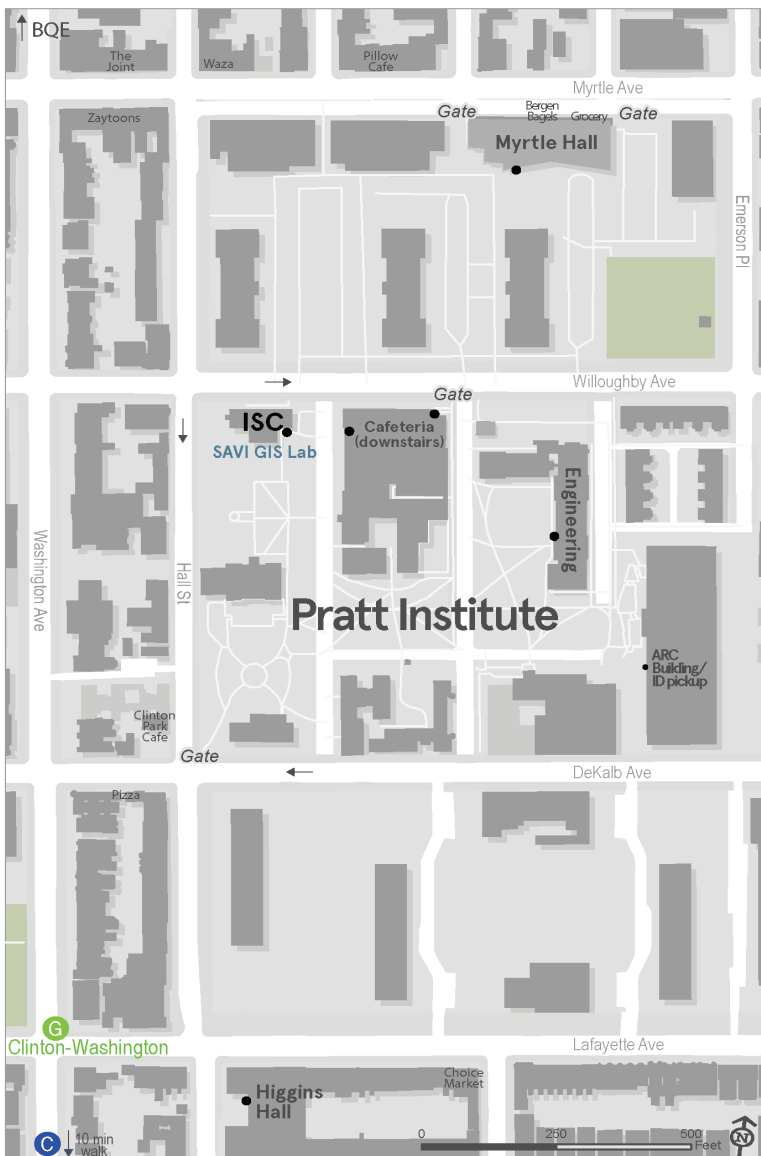 BQE
The
Joint
Waza
Pillow
Cafe
Myrtle Ave
Zaytoons
Gate
Bergen
Bagels
Grocery
Gate
Myrtle Hall
Emerson Pl
Willoughby Ave
Gate
ISC
SAVI GIS Lab
Cafeteria
(downstairs)
Engineering
Washington Ave
Hall St
Pratt Institute
ARC
Building/
ID pickup
Clinton
Park
Cafe
Gate
DeKalb Ave
Pizza
G
Clinton-Washington
Lafayette Ave
Choice
Market
Higgins
Hall
C
10 min
walk
0
250
500
Feet
N